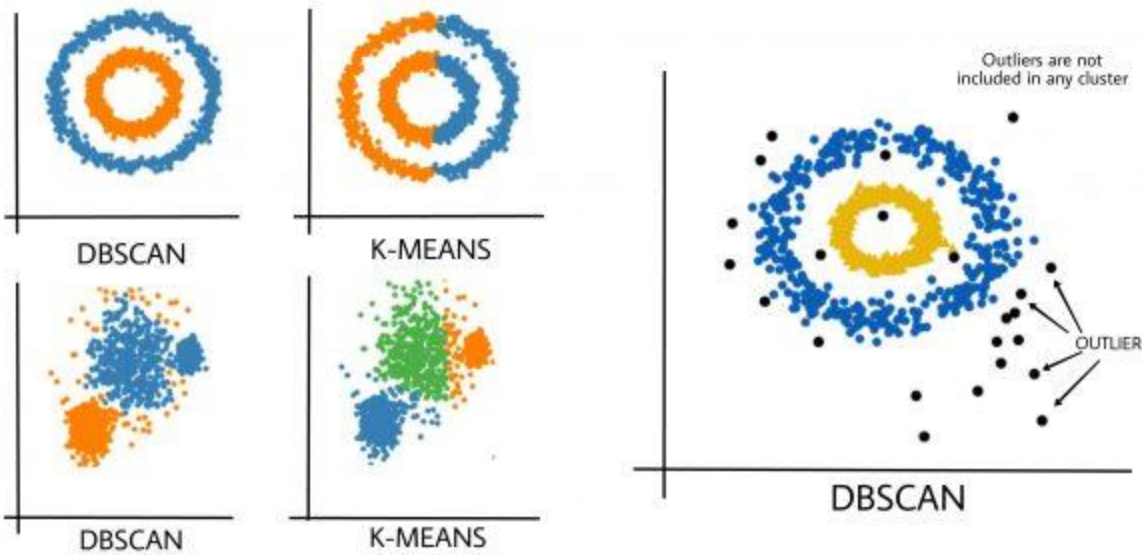 DBSCAN
K-MEANS
DBSCAN
K-MEANS
Outliers are not
included in any cluster
OUTLIER
DBSCAN